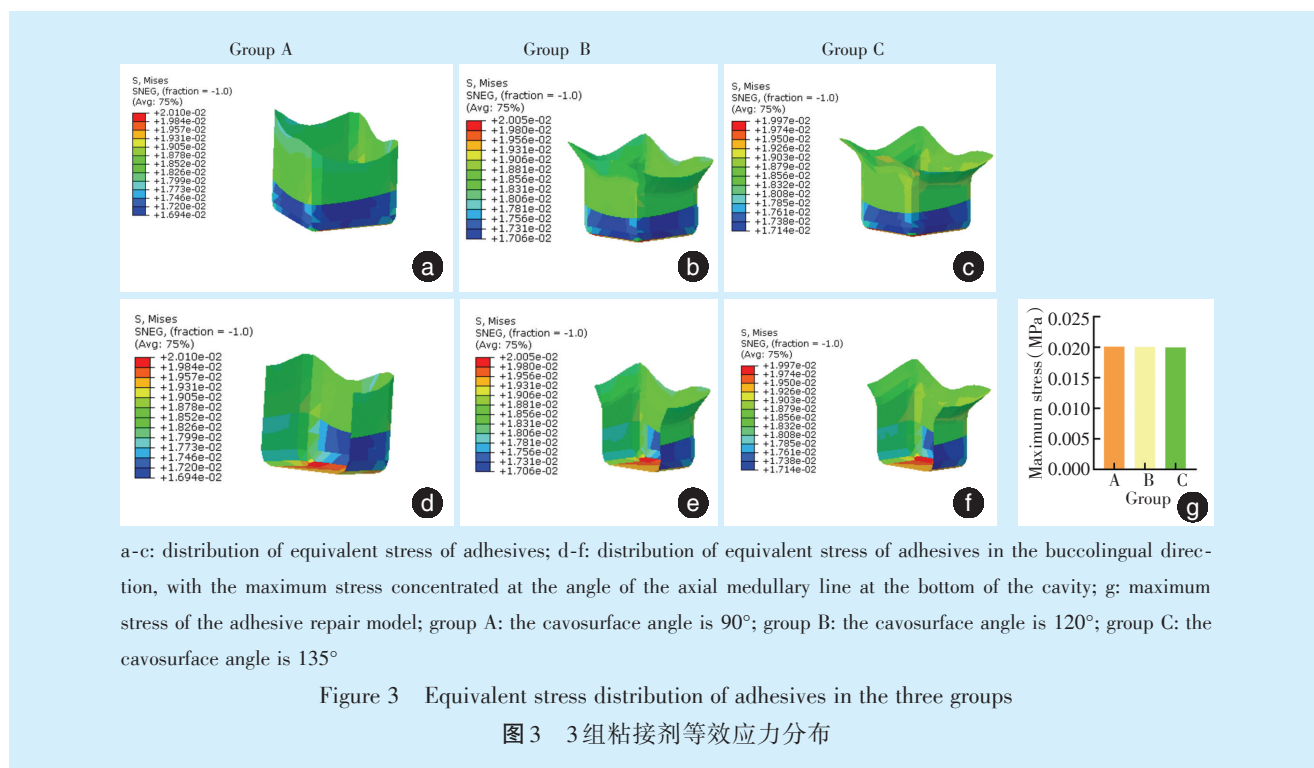 Group A
Group B
Group C
S, Mises
SNEG, (fraction = -1.0)
(Avg: 75%)
+2.010e-02
+1.984e-02
+1.957e-02
+1.931e-02
+1.905e-02
+1.878e-02
+1.852e-02
+1.826e-02
+1.799e-02
+1.773e-02
+1.746e-02
+1.720e-02
+1.694e-02
a
S, Mises
SNEG, (fraction = -1.0)
(Avg: 75%)
+2.005e-02
+1.980e-02
+1.956e-02
+1.931e-02
+1.906e-02
+1.881e-02
+1.856e-02
+1.831e-02
+1.806e-02
+1.781e-02
+1.756e-02
+1.731e-02
+1.706e-02
b
S, Mises
SNEG, (fraction = -1.0)
(Avg: 75%)
+1.997e-02
+1.974e-02
+1.950e-02
+1.926e-02
+1.903e-02
+1.879e-02
+1.856e-02
+1.832e-02
+1.808e-02
+1.785e-02
+1.761e-02
+1.738e-02
+1.714e-02
c
S, Mises
SNEG, (fraction = -1.0)
(Avg: 75%)
+2.010e-02
+1.984e-02
+1.957e-02
+1.931e-02
+1.905e-02
+1.878e-02
+1.852e-02
+1.826e-02
+1.799e-02
+1.773e-02
+1.746e-02
+1.720e-02
+1.694e-02
d
S, Mises
SNEG, (fraction = -1.0)
(Avg: 75%)
+2.005e-02
+1.980e-02
+1.956e-02
+1.931e-02
+1.906e-02
+1.881e-02
+1.856e-02
+1.831e-02
+1.806e-02
+1.781e-02
+1.756e-02
+1.731e-02
+1.706e-02
e
S, Mises
SNEG, (fraction = -1.0)
(Avg: 75%)
+1.997e-02
+1.974e-02
+1.950e-02
+1.926e-02
+1.903e-02
+1.879e-02
+1.856e-02
+1.832e-02
+1.808e-02
+1.785e-02
+1.761e-02
+1.738e-02
+1.714e-02
f
Maximum stress（MPa）
0.025
0.020
0.015
0.010
0.005
0.000
A B C
Group
g
a-c: distribution of equivalent stress of adhesives; d-f: distribution of equivalent stress of adhesives in the buccolingual direc-
tion, with the maximum stress concentrated at the angle of the axial medullary line at the bottom of the cavity; g: maximum
stress of the adhesive repair model; group A: the cavosurface angle is 90°; group B: the cavosurface angle is 120°; group C: the
cavosurface angle is 135°
Figure 3 Equivalent stress distribution of adhesives in the three groups
图3 3组粘接剂等效应力分布